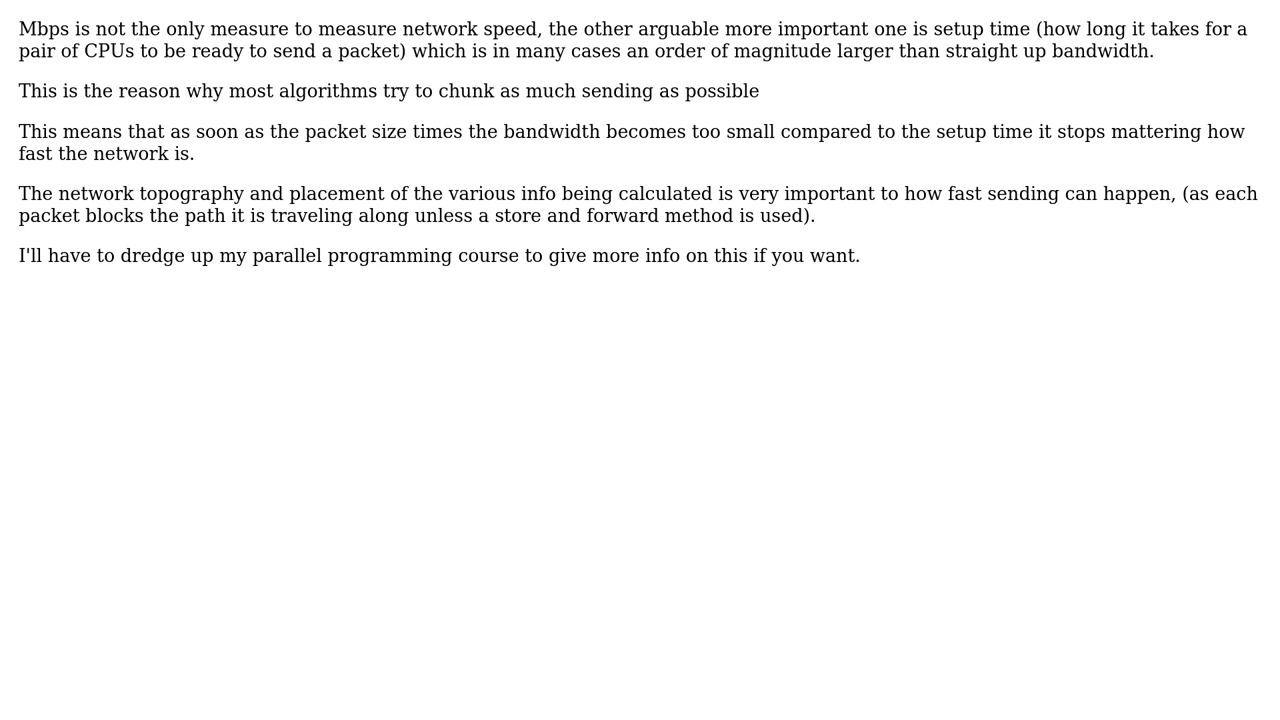 Mbps is not the only measure to measure network speed, the other arguable more important one is setup time (how long it takes for a
pair of CPUs to be ready to send a packet) which is in many cases an order of magnitude larger than straight up bandwidth.
This is the reason why most algorithms try to chunk as much sending as possible
This means that as soon as the packet size times the bandwidth becomes too small compared to the setup time it stops mattering how
fast the network is.
The network topography and placement of the various info being calculated is very important to how fast sending can happen, (as each
packet blocks the path it is traveling along unless a store and forward method is used).
I'll have to dredge up my parallel programming course to give more info on this if you want.